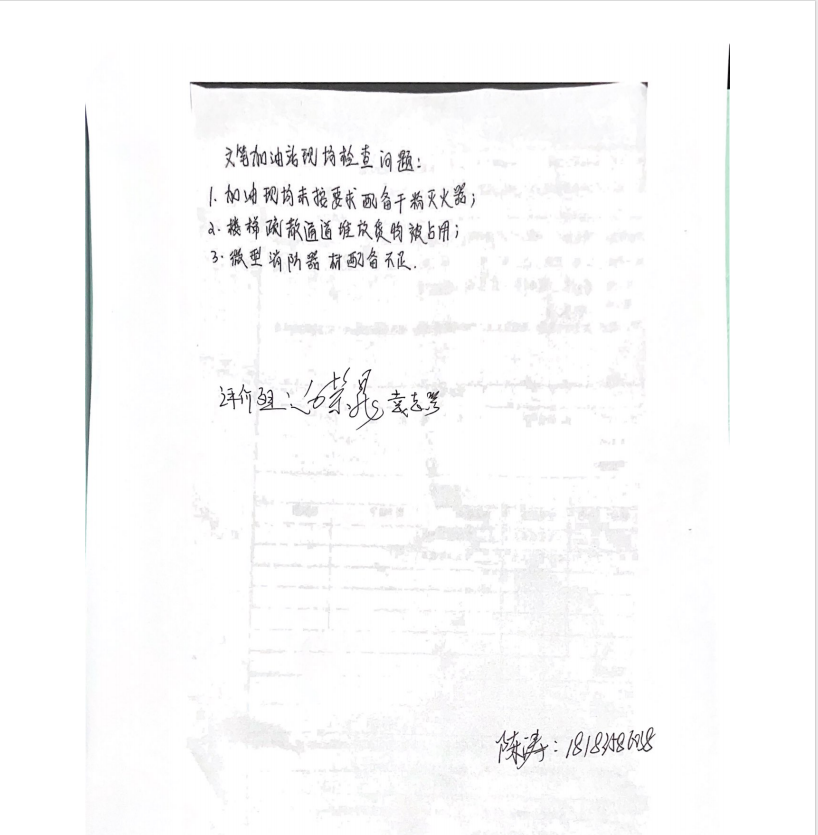 文笔加油站现场检查问题:
1. 加油现场未按要求配备干粉灭火器;
2. 楼梯疏散通道堆放货物被占用;
3. 微型消防器材配备不足.
评价组:
陈涛: